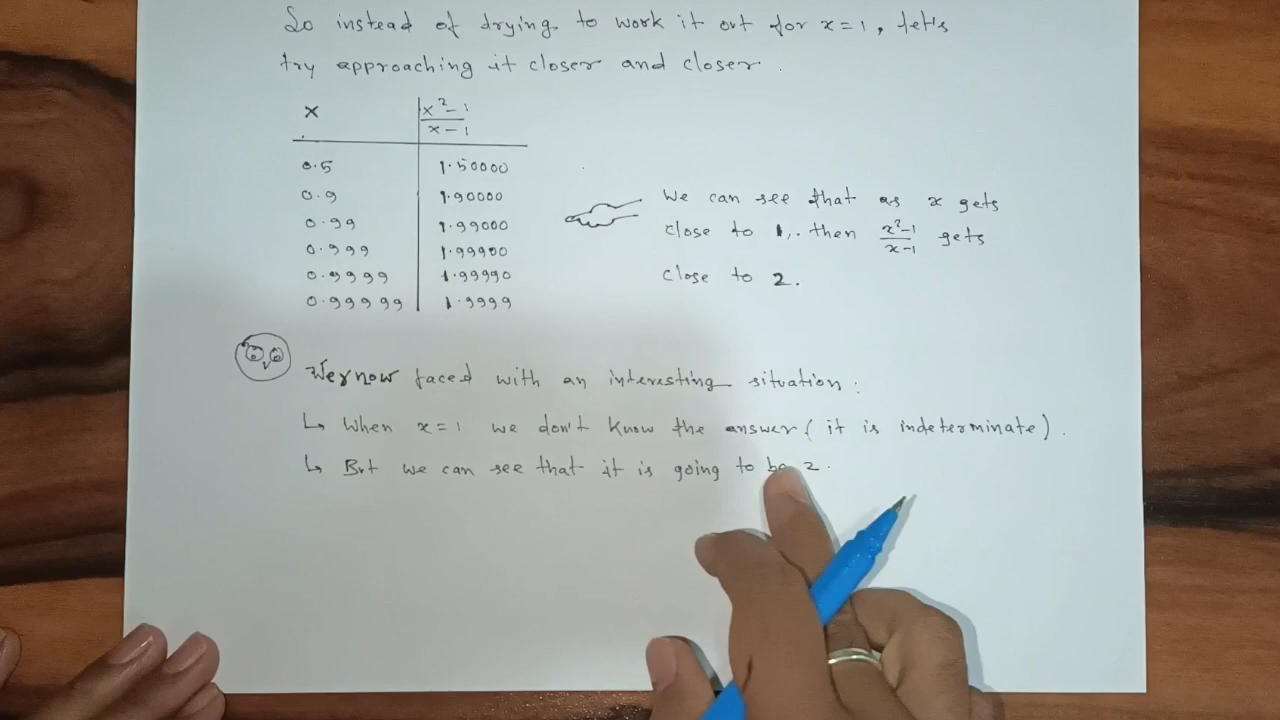 So instead of trying to work it out for x=1, let's
try approaching it closer and closer.
x | x²-1 / x-1
0.5 | 1.50000
0.9 | 1.90000
0.99 | 1.99000
0.999 | 1.99900
0.9999 | 1.99990
0.99999 | 1.9999
We can see that as x gets
close to 1, then x²-1 / x-1 gets
close to 2.
now faced with an interesting situation:
↳ When x=1 we don't know the answer (it is indeterminate).
↳ But we can see that it is going to be 2.